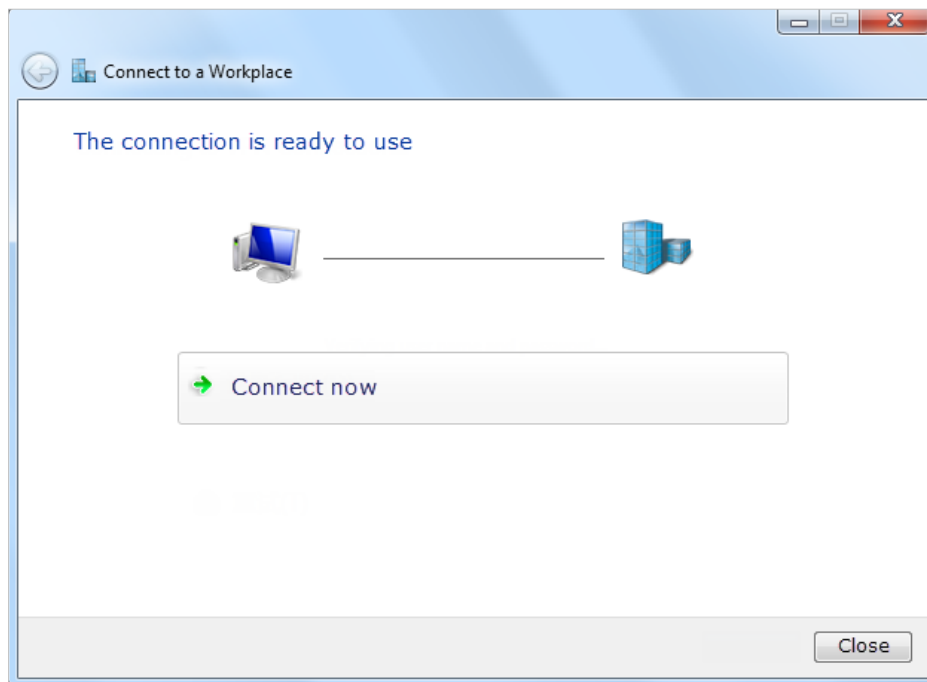 Connect to a Workplace
The connection is ready to use
Connect now
Close